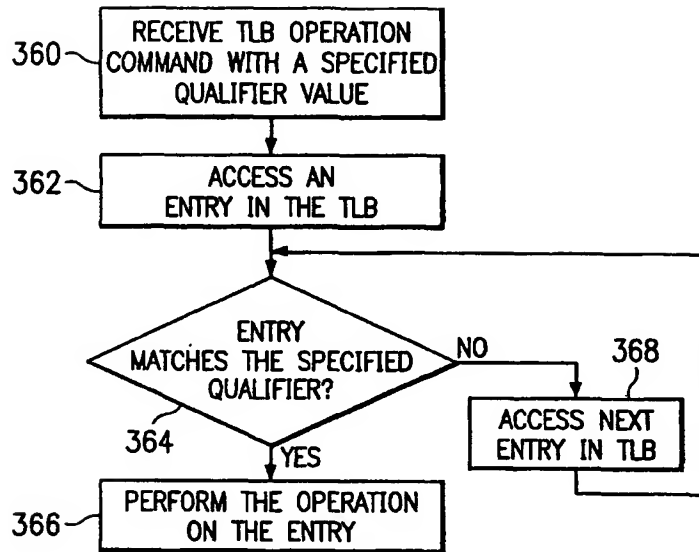 360
RECEIVE TLB OPERATION
COMMAND WITH A SPECIFIED
QUALIFIER VALUE
362
ACCESS AN
ENTRY IN THE TLB
ENTRY
MATCHES THE SPECIFIED
QUALIFIER?
364
NO
368
ACCESS NEXT
ENTRY IN TLB
YES
366
PERFORM THE OPERATION
ON THE ENTRY